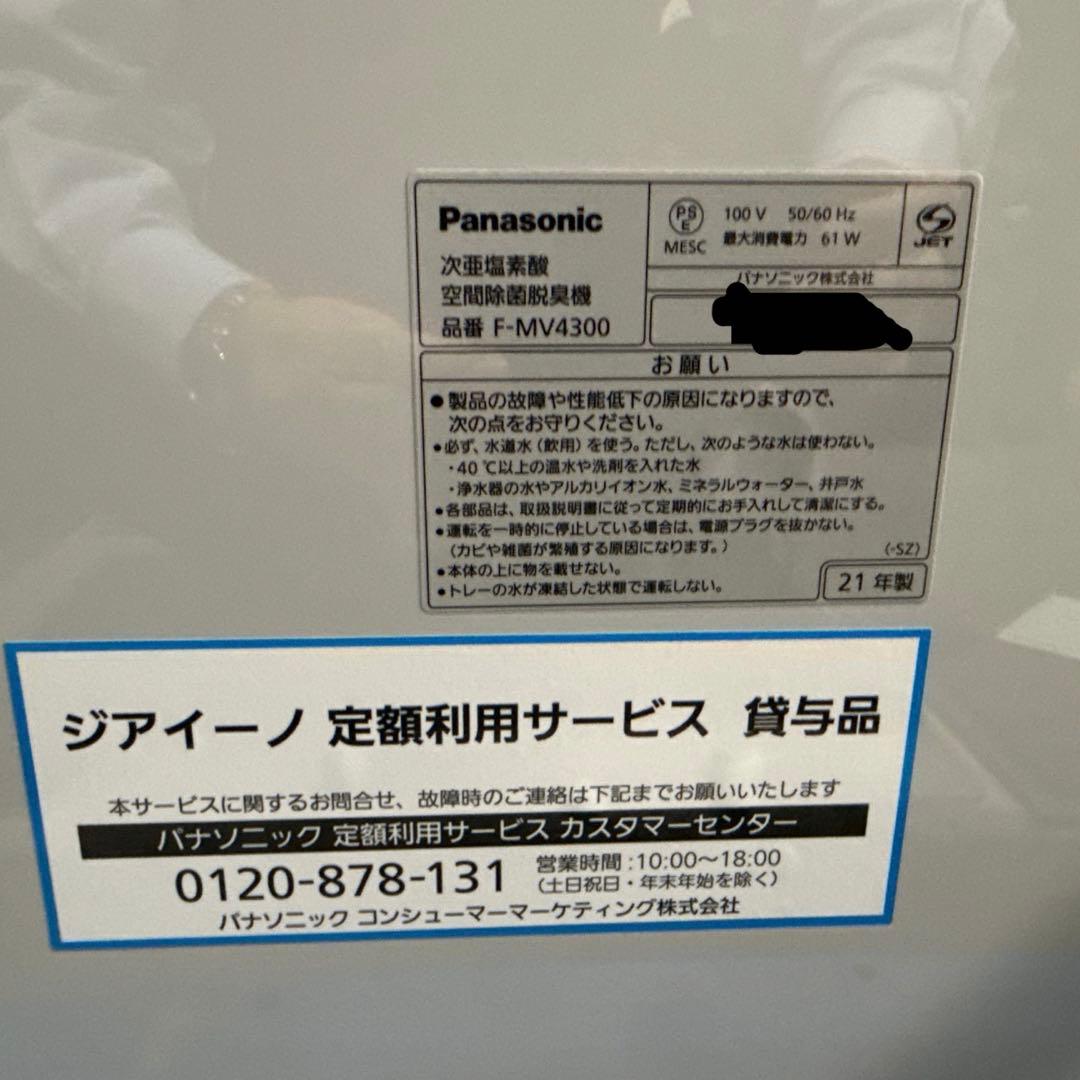 Panasonic
次亜塩素酸
空間除菌脱臭機
品番 F-MV4300
PS
E
MESC
100 V 50/60 Hz
最大消費電力 61 W
JET
パナソニック株式会社
お願い
●製品の故障や性能低下の原因になりますので、
次の点をお守りください。
●必ず、水道水(飲用)を使う。ただし、次のような水は使わない。
・40 ℃以上の温水や洗剤を入れた水
・浄水器の水やアルカリイオン水、ミネラルウォーター、井戸水
●各部品は、取扱説明書に従って定期的にお手入れして清潔にする。
●運転を一時的に停止している場合は、電源プラグを抜かない。
(カビや雑菌が繁殖する原因になります。)
(-SZ)
●本体の上に物を載せない。
●トレーの水が凍結した状態で運転しない。
21 年製
ジアイーノ 定額利用サービス 貸与品
本サービスに関するお問合せ、故障時のご連絡は下記までお願いいたします
パナソニック 定額利用サービス カスタマーセンター
0120-878-131
営業時間:10:00〜18:00
(土日祝日・年末年始を除く)
パナソニック コンシューマーマーケティング株式会社